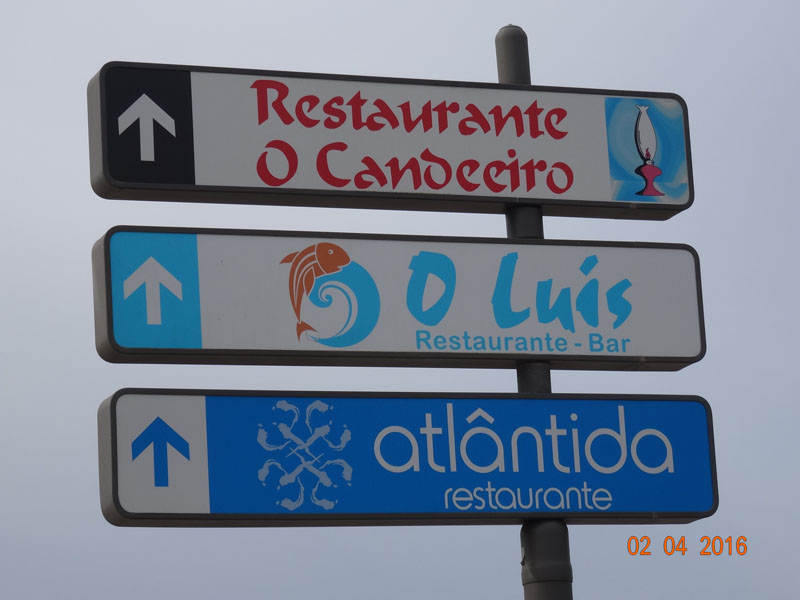 Restaurante
O Candeeiro
O Luís
Restaurante - Bar
atlântida
restaurante
02 04 2016